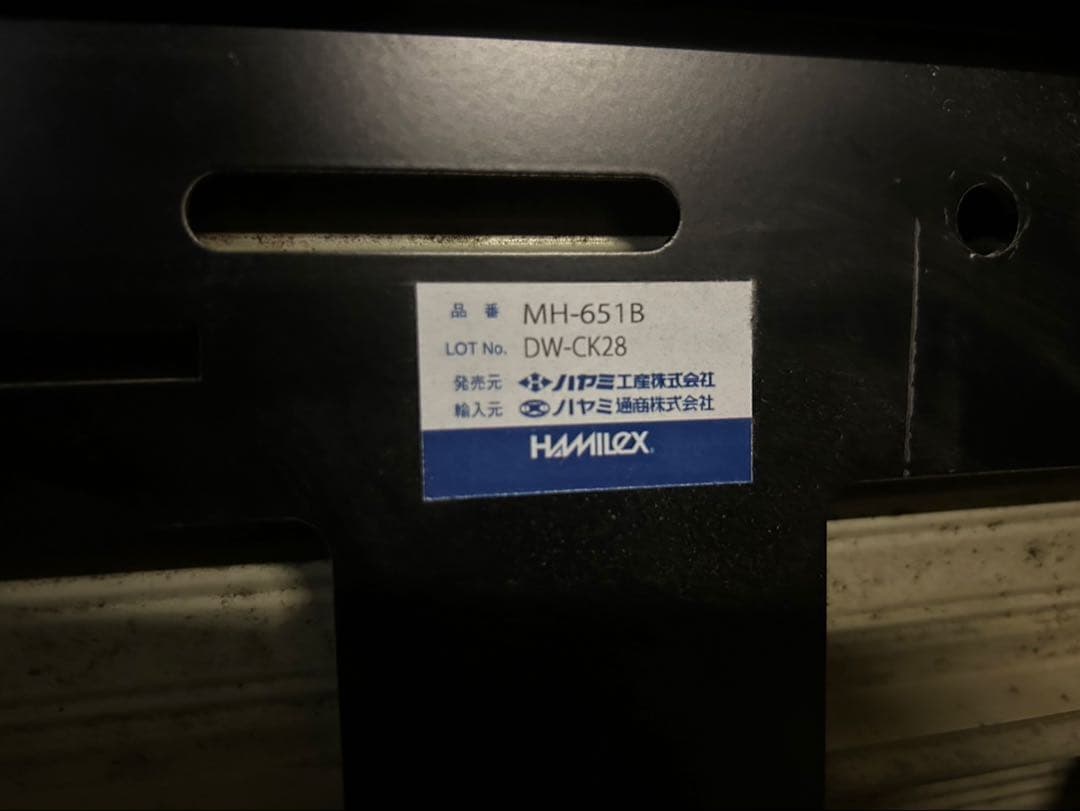 品番 MH-651B
LOT No. DW-CK28
発売元 ハヤミ工産株式会社
輸入元 ハヤミ通商株式会社
HAMILEX